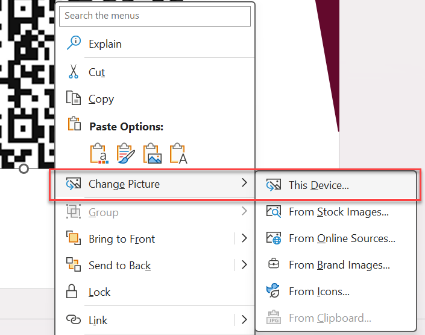 Search the menus
Explain
Cut
Copy
Paste Options:
Change Picture
This Device...
Group
From Stock Images...
Bring to Front
From Online Sources...
Send to Back
From Brand Images...
Lock
From Icons...
Link
From Clipboard...